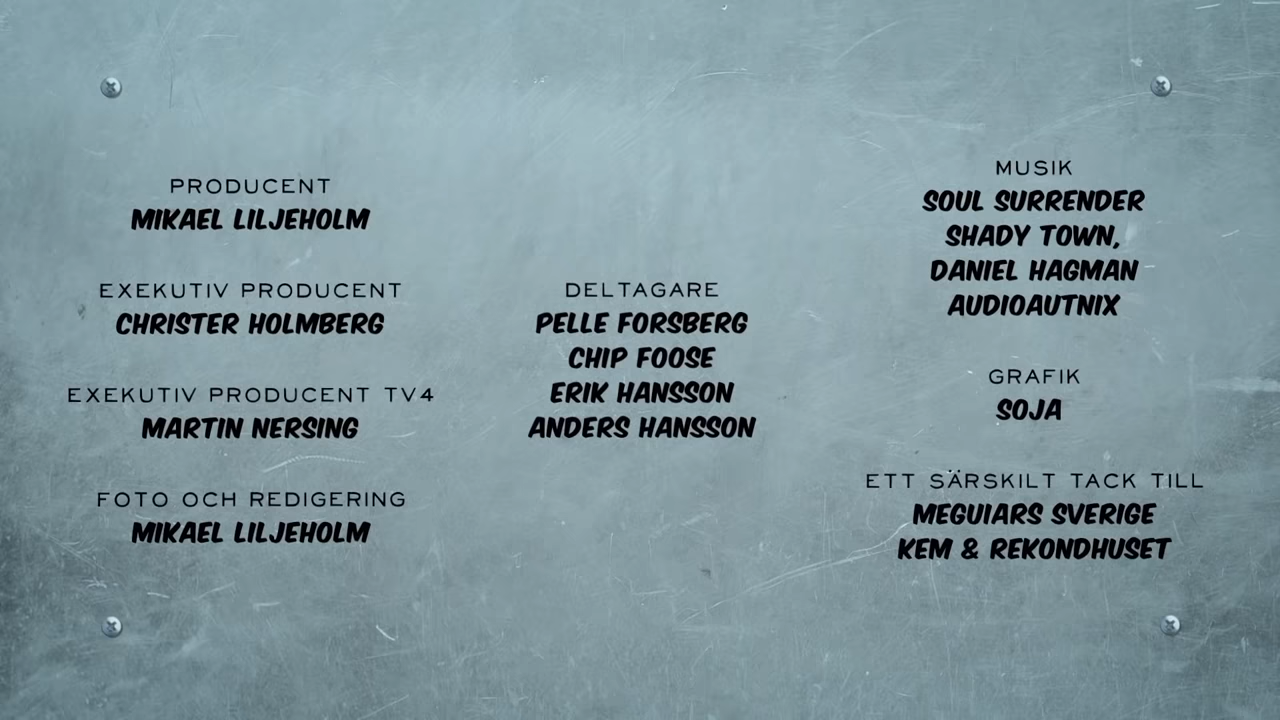 PRODUCENT
MIKAEL LILJEHOLM
EXEKUTIV PRODUCENT
CHRISTER HOLMBERG
EXEKUTIV PRODUCENT TV4
MARTIN NERSING
FOTO OCH REDIGERING
MIKAEL LILJEHOLM
DELTAGARE
PELLE FORSBERG
CHIP FOOSE
ERIK HANSSON
ANDERS HANSSON
MUSIK
SOUL SURRENDER
SHADY TOWN,
DANIEL HAGMAN
AUDIOAUTNIX
GRAFIK
SOJA
ETT SÄRSKILT TACK TILL
MEGUIARS SVERIGE
KEM & REKONDHUSET